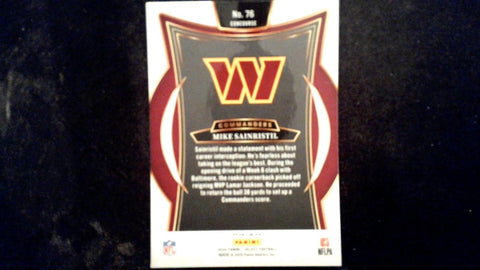 No. 76
CONCOURSE
W
COMMANDERS
MIKE SAINRISTIL
Sainristil made a statement with his first
career interception. He's fearless about
taking on the league's best. During the
opening drive of a Week 6 clash with
Baltimore, the rookie cornerback picked off
reigning MVP Lamar Jackson. He proceeded
to return the ball 38 yards to set up a
Commanders score.
PANINI
NFL
NFLPA